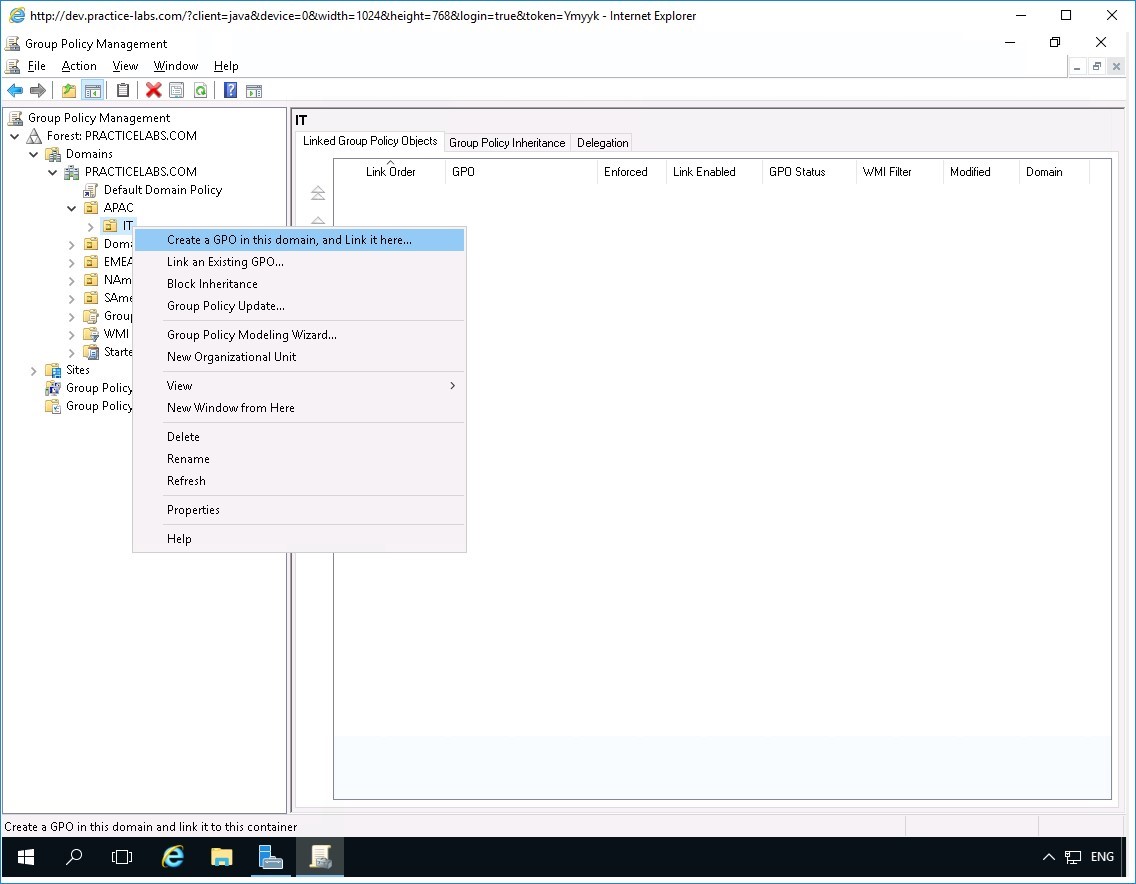 http://dev.practice-labs.com/?client=java&device=0&width=1024&height=768&login=true&token=Ymyyk - Internet Explorer
Group Policy Management
File Action View Window Help
Group Policy Management
Forest: PRACTICELABS.COM
Domains
PRACTICELABS.COM
Default Domain Policy
APAC
IT
Doma
EMEA
NAm
SAme
Group
WMI
Starte
Sites
Group Policy
Group Policy
Create a GPO in this domain, and Link it here...
Link an Existing GPO...
Block Inheritance
Group Policy Update...
Group Policy Modeling Wizard...
New Organizational Unit
View
New Window from Here
Delete
Rename
Refresh
Properties
Help
IT
Linked Group Policy Objects Group Policy Inheritance Delegation
Link Order GPO Enforced Link Enabled GPO Status WMI Filter Modified Domain
Create a GPO in this domain and link it to this container
ENG